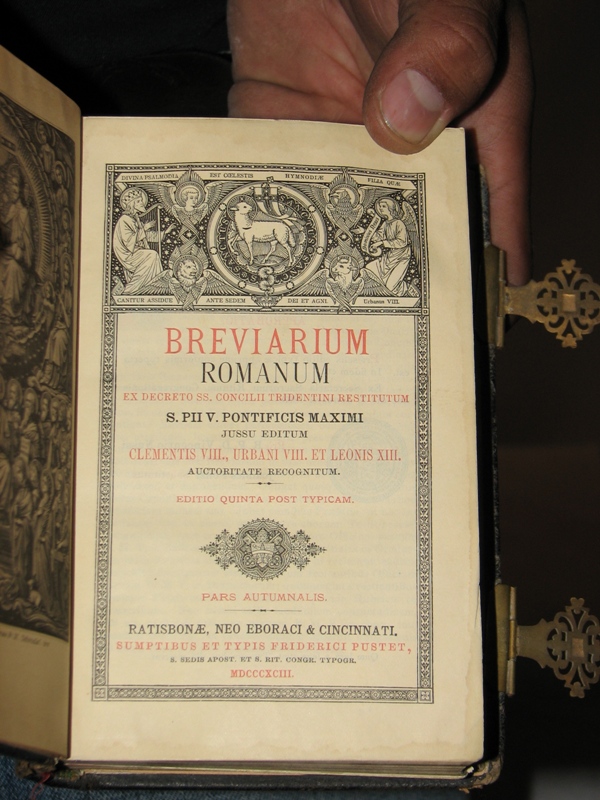 DIVINA PSALMODIA EST CŒLESTIS HYMNODIÆ FILIA QUÆ
CANITUR ASSIDUE ANTE SEDEM DEI ET AGNI. Urbanus VIII.
BREVIARIUM
ROMANUM
EX DECRETO SS. CONCILII TRIDENTINI RESTITUTUM
S. PII V. PONTIFICIS MAXIMI
JUSSU EDITUM
CLEMENTIS VIII., URBANI VIII. ET LEONIS XIII.
AUCTORITATE RECOGNITUM.
EDITIO QUINTA POST TYPICAM.
PARS AUTUMNALIS.
RATISBONÆ, NEO EBORACI & CINCINNATI.
SUMPTIBUS ET TYPIS FRIDERICI PUSTET,
S. SEDIS APOST. ET S. RIT. CONGR. TYPOGR.
MDCCCXCIII.